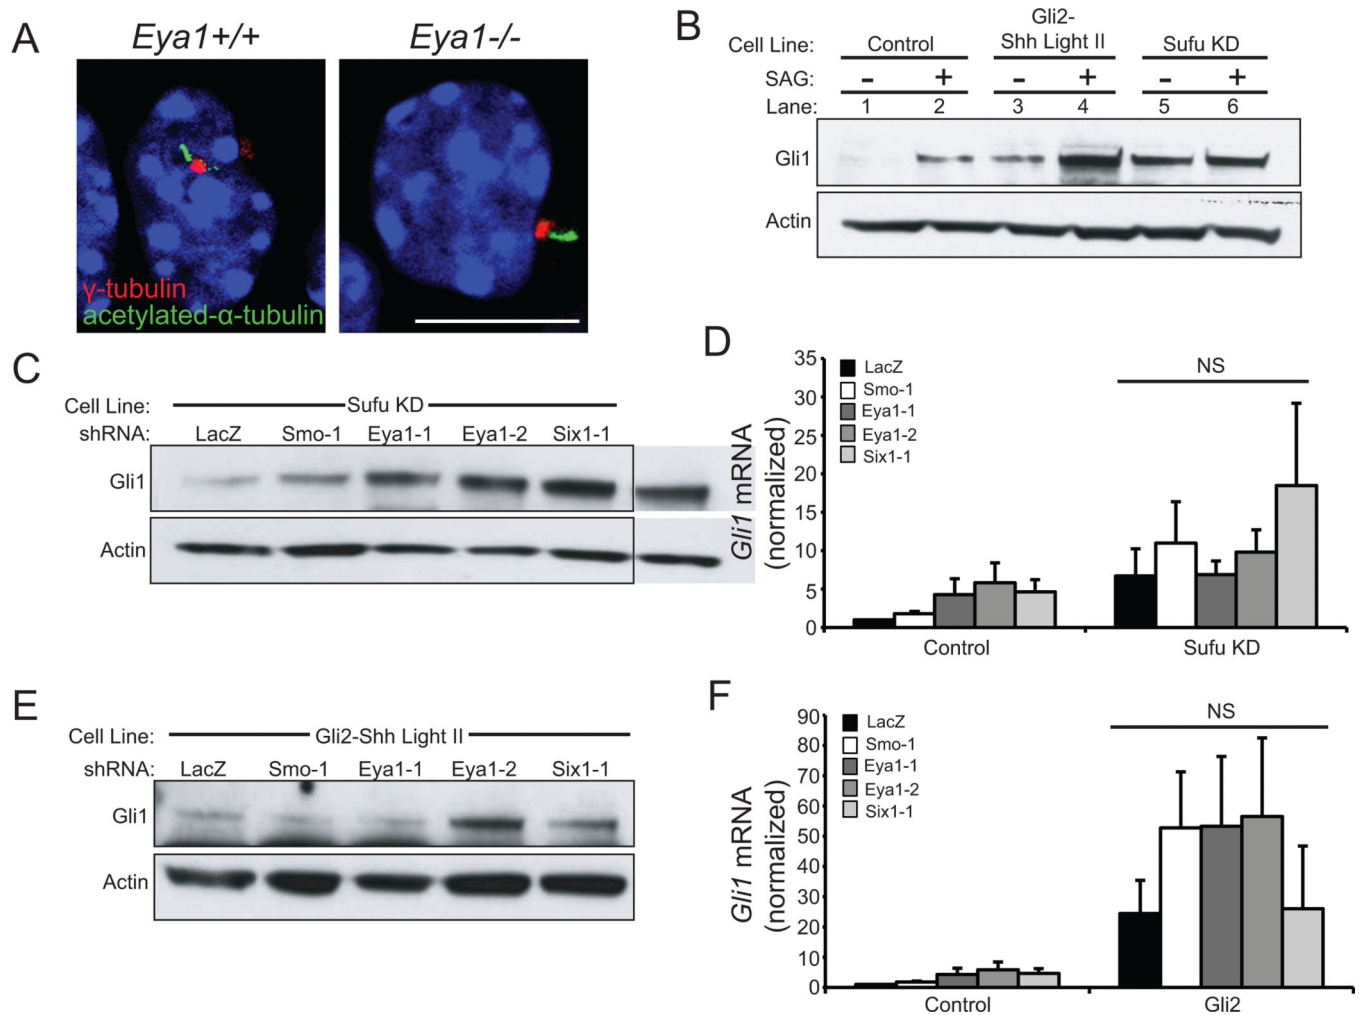 A
Eya1+/+
Eya1-/-
γ-tubulin
acetylated-α-tubulin
B
Cell Line:
Control
Gli2-
Shh Light II
Sufu KD
SAG: - + - + - +
Lane: 1 2 3 4 5 6
Gli1
Actin
C
Cell Line: Sufu KD
shRNA: LacZ Smo-1 Eya1-1 Eya1-2 Six1-1
Gli1
Actin
D
Gli1 mRNA
(normalized)
35
30
25
20
15
10
5
0
LacZ
Smo-1
Eya1-1
Eya1-2
Six1-1
NS
Control
Sufu KD
E
Cell Line: Gli2-Shh Light II
shRNA: LacZ Smo-1 Eya1-1 Eya1-2 Six1-1
Gli1
Actin
F
Gli1 mRNA
(normalized)
90
80
70
60
50
40
30
20
10
0
LacZ
Smo-1
Eya1-1
Eya1-2
Six1-1
NS
Control
Gli2